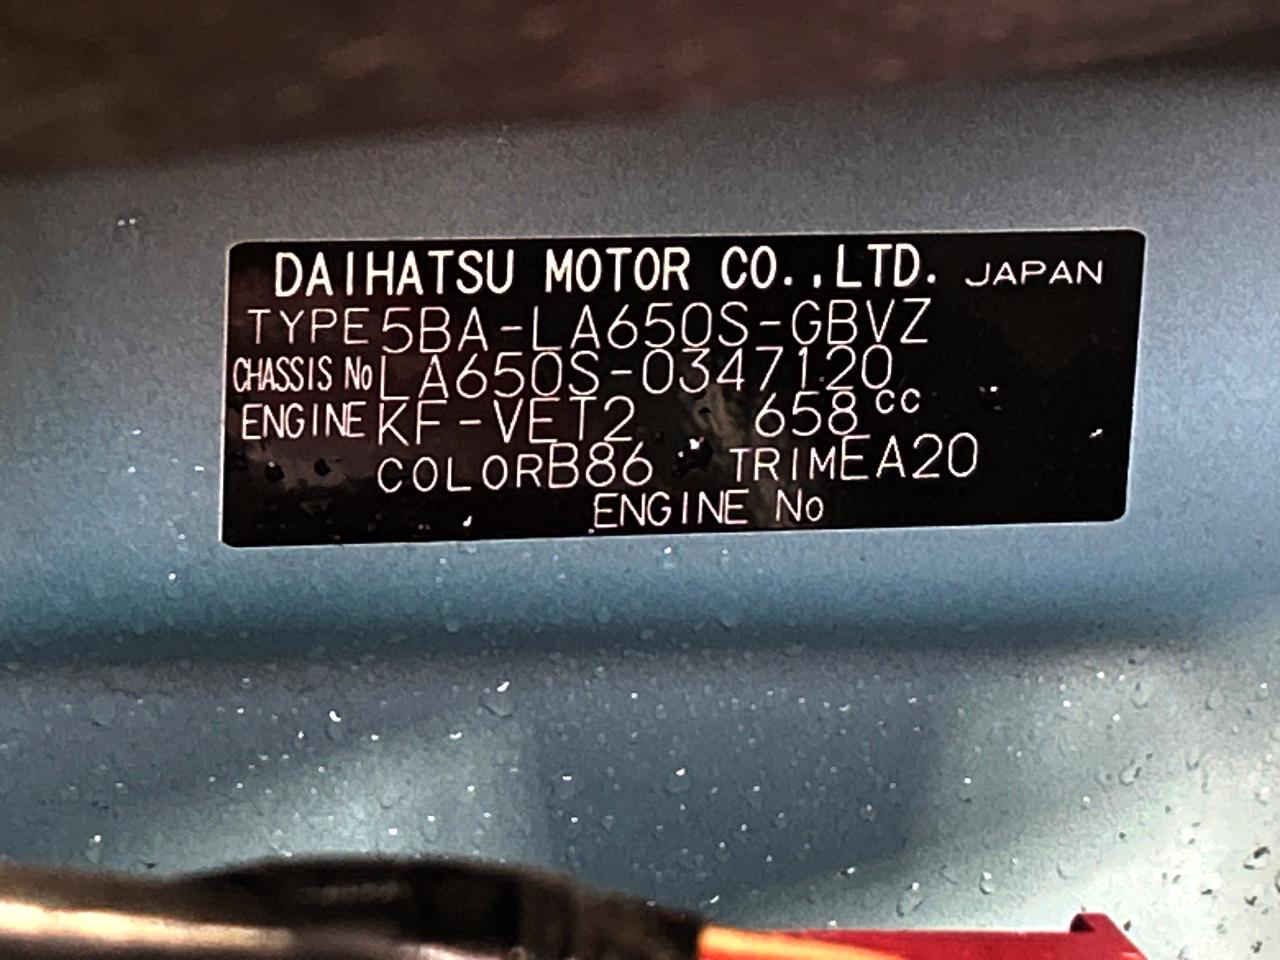 DAIHATSU MOTOR CO.,LTD. JAPAN
TYPE 5BA-LA650S-GBVZ
CHASSIS No LA650S-0347120
ENGINE KF-VET2 658cc
COLOR B86 TRIM EA20
ENGINE No